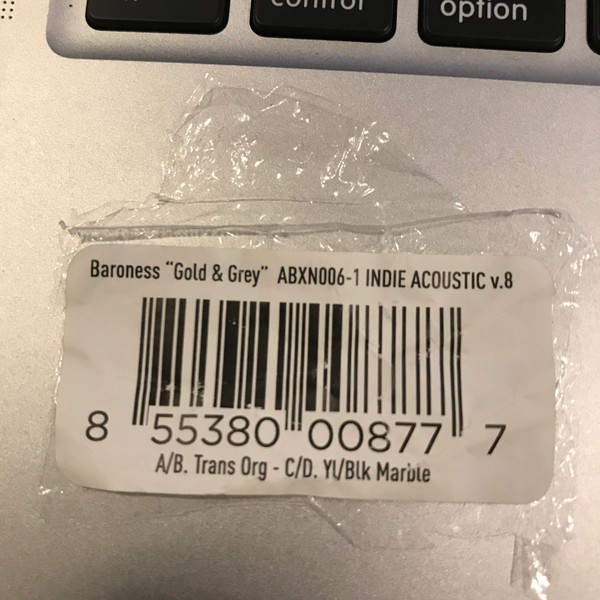 control
option
Baroness “Gold & Grey” ABXN006-1 INDIE ACOUSTIC v.8
8 55380 00877 7
A/B. Trans Org - C/D. Yl/Blk Marble